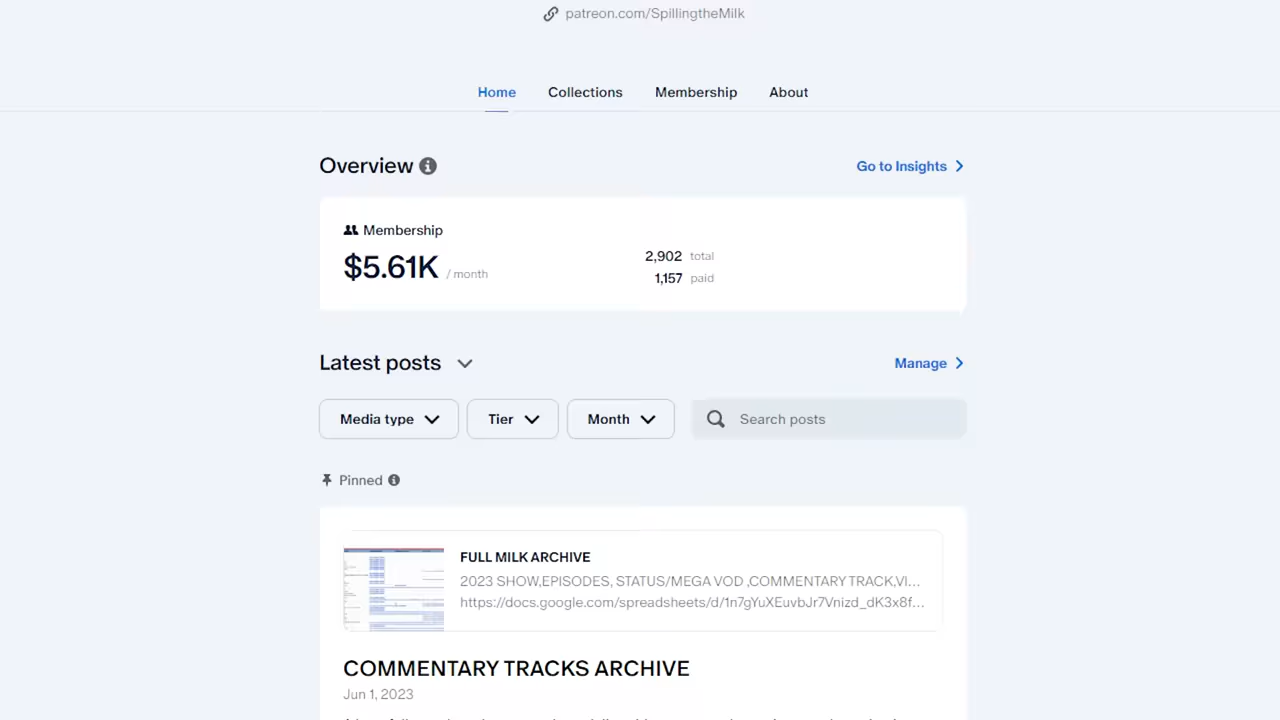 patreon.com/SpillingtheMilk
Home Collections Membership About
Overview
Go to Insights
Membership
$5.61K / month
2,902 total
1,157 paid
Latest posts
Manage
Media type Tier Month Search posts
Pinned
FULL MILK ARCHIVE
2023 SHOW,EPISODES, STATUS/MEGA VOD ,COMMENTARY TRACK,VI...
https://docs.google.com/spreadsheets/d/1n7gYuXEuvbJr7Vnizd_dK3x8f...
COMMENTARY TRACKS ARCHIVE
Jun 1, 2023